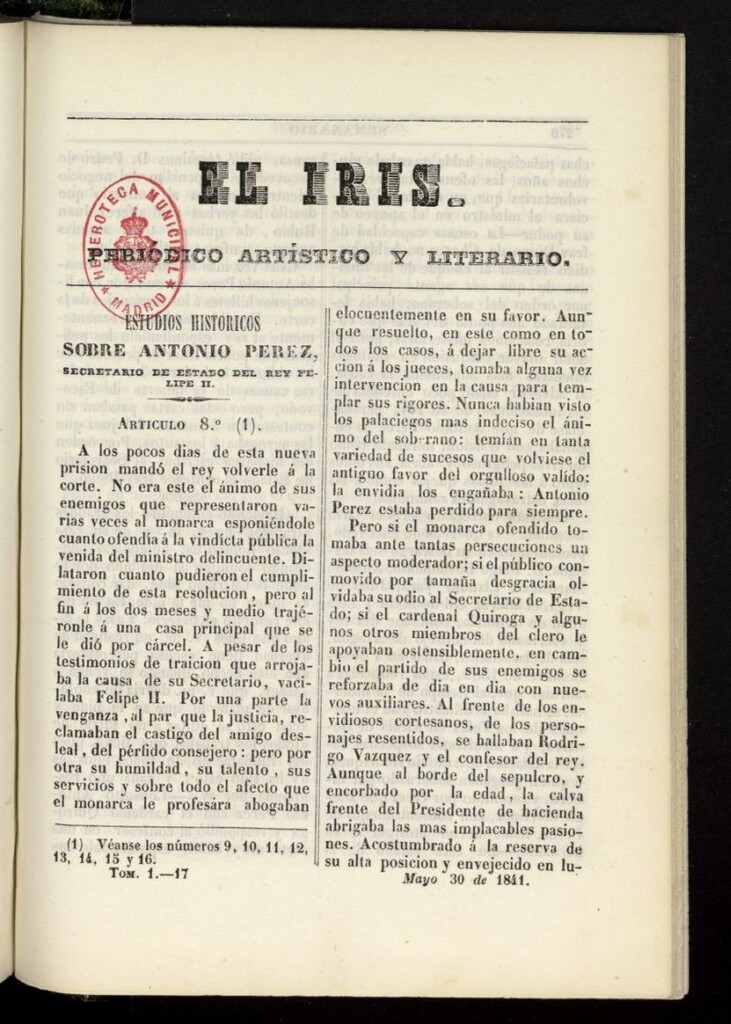 EL IRIS.
PERIÓDICO ARTÍSTICO Y LITERARIO.
HEMEROTECA MUNICIPAL
MADRID
ESTUDIOS HISTORICOS
SOBRE ANTONIO PEREZ,
SECRETARIO DE ESTADO DEL REY FE-
LIPE II.
ARTICULO 8.º (1).
A los pocos dias de esta nueva
prision mandó el rey volverle á la
corte. No era este el ánimo de sus
enemigos que representaron va-
rias veces al monarca esponiéndole
cuanto ofendía á la vindícta pública la
venida del ministro delincuente. Di-
lataron cuanto pudieron el cumpli-
miento de esta resolucion, pero al
fin á los dos meses y medio trajé-
ronle á una casa principal que se
le dió por cárcel. A pesar de los
testimonios de traicion que arroja-
ba la causa de su Secretario, vaci-
laba Felipe II. Por una parte la
venganza, al par que la justicia, re-
clamaban el castigo del amigo des-
leal, del pérfido consejero: pero por
otra su humildad, su talento, sus
servicios y sobre todo el afecto que
el monarca le profesára abogaban
(1) Véanse los números 9, 10, 11, 12,
13, 14, 15 y 16.
TOM. 1.—17
elocuentemente en su favor. Aun-
que resuelto, en este como en to-
dos los casos, á dejar libre su ac-
cion á los jueces, tomaba alguna vez
intervencion en la causa para tem-
plar sus rigores. Nunca habian visto
los palaciegos mas indeciso el áni-
mo del soberano: temían en tanta
variedad de sucesos que volviese el
antiguo favor del orgulloso valído:
la envidia los engañaba: Antonio
Perez estaba perdido para siempre.
Pero si el monarca ofendido to-
maba ante tantas persecuciones un
aspecto moderador; si el público con-
movido por tamaña desgracia ol-
vidaba su odio al Secretario de Esta-
do; si el cardenal Quiroga y algu-
nos otros miembros del clero le
apoyaban ostensiblemente, en cam-
bio el partido de sus enemigos se
reforzaba de dia en dia con nue-
vos auxiliares. Al frente de los en-
vidiosos cortesanos, de los perso-
najes resentidos, se hallaban Rodri-
go Vazquez y el confesor del rey.
Aunque al borde del sepulcro, y
encorbado por la edad, la calva
frente del Presidente de hacienda
abrigaba las mas implacables pasio-
nes. Acostumbrado á la reserva de
su alta posicion y envejecido en lu-
Mayo 30 de 1841.